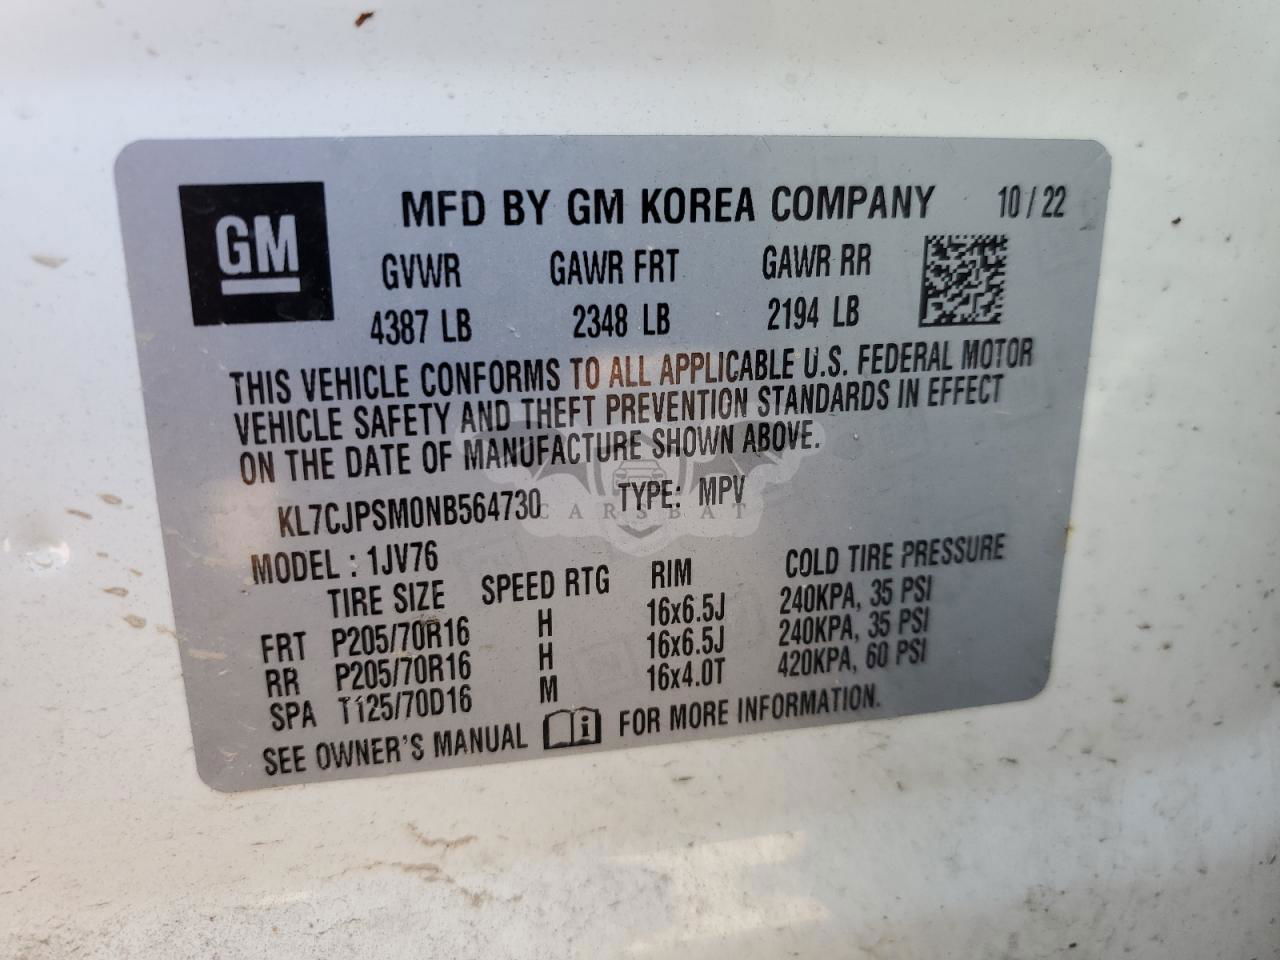 GM
MFD BY GM KOREA COMPANY 10 / 22
GVWR GAWR FRT GAWR RR
4387 LB 2348 LB 2194 LB
THIS VEHICLE CONFORMS TO ALL APPLICABLE U.S. FEDERAL MOTOR
VEHICLE SAFETY AND THEFT PREVENTION STANDARDS IN EFFECT
ON THE DATE OF MANUFACTURE SHOWN ABOVE.
KL7CJPSM0NB564730 TYPE: MPV
CARSBAT
MODEL : 1JV76
TIRE SIZE SPEED RTG RIM COLD TIRE PRESSURE
FRT P205/70R16 H 16x6.5J 240KPA, 35 PSI
RR P205/70R16 H 16x6.5J 240KPA, 35 PSI
SPA T125/70D16 M 16x4.0T 420KPA, 60 PSI
SEE OWNER'S MANUAL i FOR MORE INFORMATION.